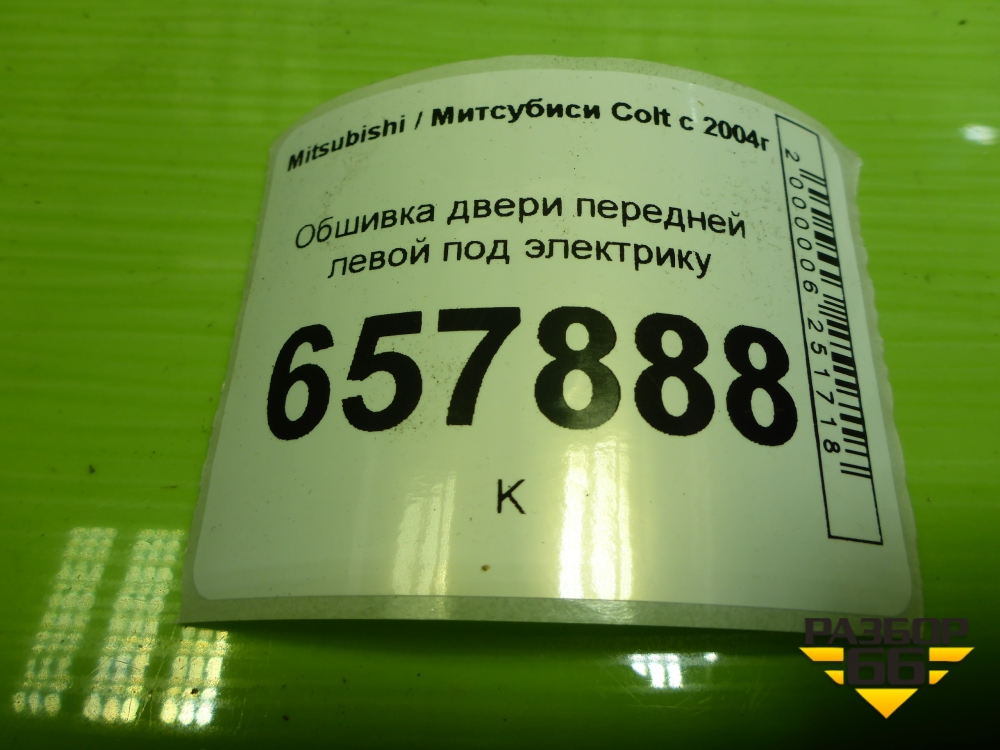 Mitsubishi / Митсубиси Colt с 2004г
Обшивка двери передней
левой под электрику
657888
К
2000006251718
РАЗБОР
66